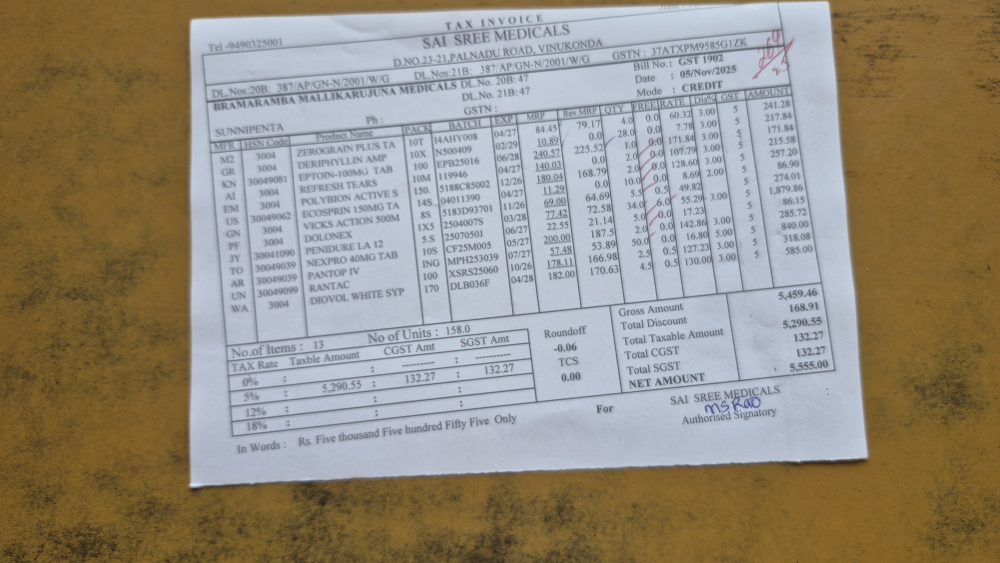 TAX INVOICE
Tel -9490325001
SAI SREE MEDICALS
D.NO.23-21,PALNADU ROAD, VINUKONDA
DL.Nos:20B: 387/AP/GN-N/2001/W/G DL.Nos:21B: 387/AP/GN-N/2001/W/G GSTN : 37ATXPM9585G1ZK
BRAMARAMBA MALLIKARJUNA MEDICALS DL.No. 20B: 47 Bill No.: GST 1902
DL.No. 21B: 47 Date : 05/Nov/2025
GSTN : Mode : CREDIT
SUNNIPENTA Ph :
MFR HSN Code Product Name PACK BATCH EXP MRP Rev.MRP QTY FREE RATE Dis% GST AMOUNT
M2 3004 ZEROGRAIN PLUS TA 10T 14AHY008 04/27 84.45 79.17 4.0 0.0 60.32 3.00 5 241.28
GR 3004 DERIPHYLLIN AMP 10X N500409 02/29 10.89 0.0 28.0 0.0 7.78 3.00 5 217.84
KN 30049081 EPTOIN-100MG TAB 100 EPB25016 06/28 240.57 225.52 1.0 0.0 171.84 3.00 5 171.84
AI 3004 REFRESH TEARS 10M 119946 04/27 140.03 0.0 2.0 0.0 107.79 3.00 5 215.58
EM 3004 POLYBION ACTIVE S 150. 5188C85002 12/26 180.04 168.79 2.0 0.0 128.60 3.00 5 257.20
US 30049062 ECOSPRIN 150MG TA 14S 04011390 04/27 11.29 0.0 10.0 0.0 8.69 2.00 5 86.90
GN 3004 VICKS ACTION 500M 8S 5183D93701 11/26 69.00 64.69 5.5 0.5 49.82 5 274.01
PF 3004 DOLONEX 1X5 2504007S 03/28 77.42 72.58 34.0 6.0 55.29 3.00 5 1,879.86
JY 30041090 PENIDURE LA 12 5.S 2507050J 06/27 22.55 21.14 5.0 0.0 17.23 5 86.15
TO 30049039 NEXPRO 40MG TAB 10S CF25M005 05/27 200.00 187.5 2.0 0.0 142.86 3.00 5 285.72
AR 30049039 PANTOP IV ING MPH253039 07/27 57.48 53.89 50.0 0.0 16.80 5.00 5 840.00
UN 30049099 RANTAC 100 XSRS25060 10/26 178.11 166.98 2.5 0.5 127.23 3.00 5 318.08
WA 3004 DIOVOL WHITE SYP 170 DLB036F 04/28 182.00 170.63 4.5 0.5 130.00 3.00 5 585.00
No.of Items : 13 No of Units : 158.0 Roundoff Gross Amount 5,459.46
TAX Rate Taxble Amount CGST Amt SGST Amt -0.06 Total Discount 168.91
0% : ---------- : ---------- TCS Total Taxable Amount 5,290.55
5% : 5,290.55 : 132.27 : 132.27 0.00 Total CGST 132.27
12% : : : Total SGST 132.27
18% : : : NET AMOUNT : 5,555.00
In Words : Rs. Five thousand Five hundred Fifty Five Only
For SAI SREE MEDICALS :
MS Rao
Authorised Signatory